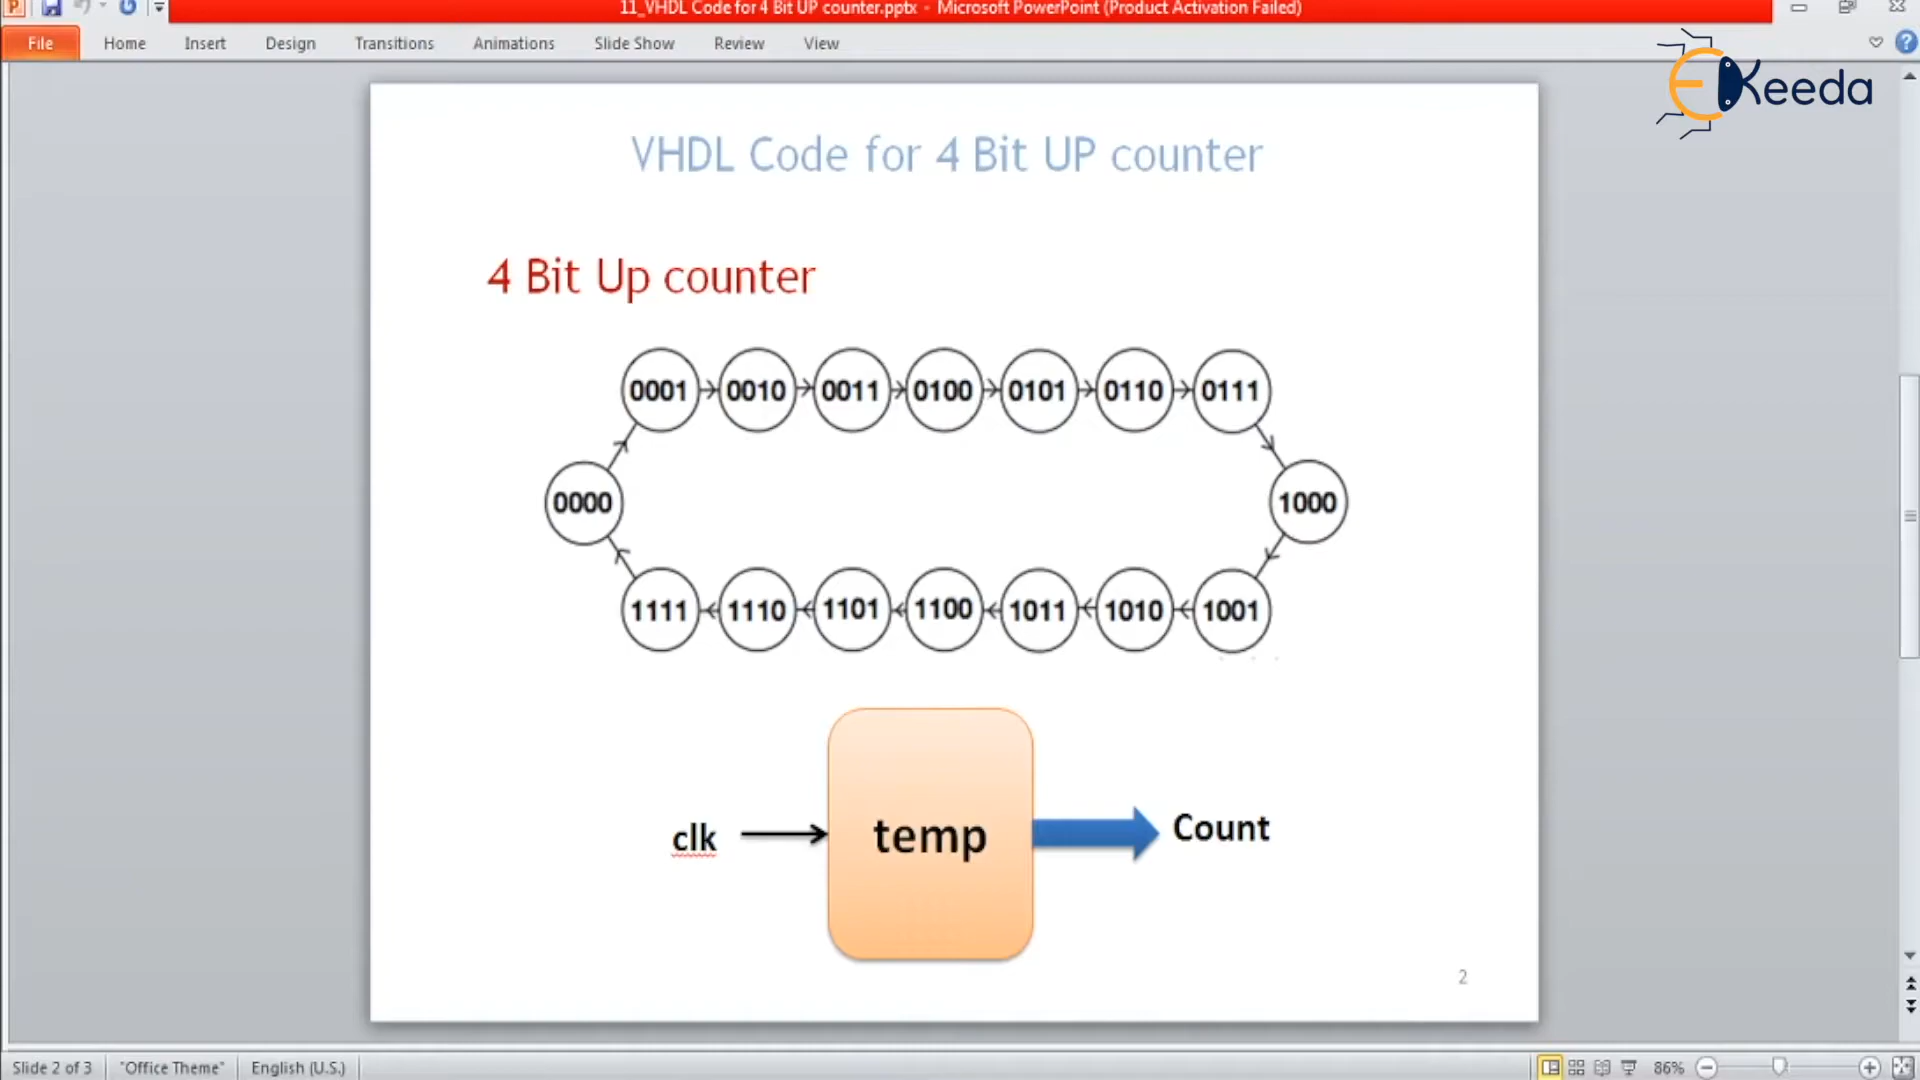 11_VHDL Code for 4 Bit UP counter.pptx - Microsoft PowerPoint (Product Activation Failed)
File Home Insert Design Transitions Animations Slide Show Review View
EKeeda
VHDL Code for 4 Bit UP counter
4 Bit Up counter
0001 0010 0011 0100 0101 0110 0111
0000 1000
1111 1110 1101 1100 1011 1010 1001
clk temp Count
2
Slide 2 of 3 "Office Theme" English (U.S.) 86%